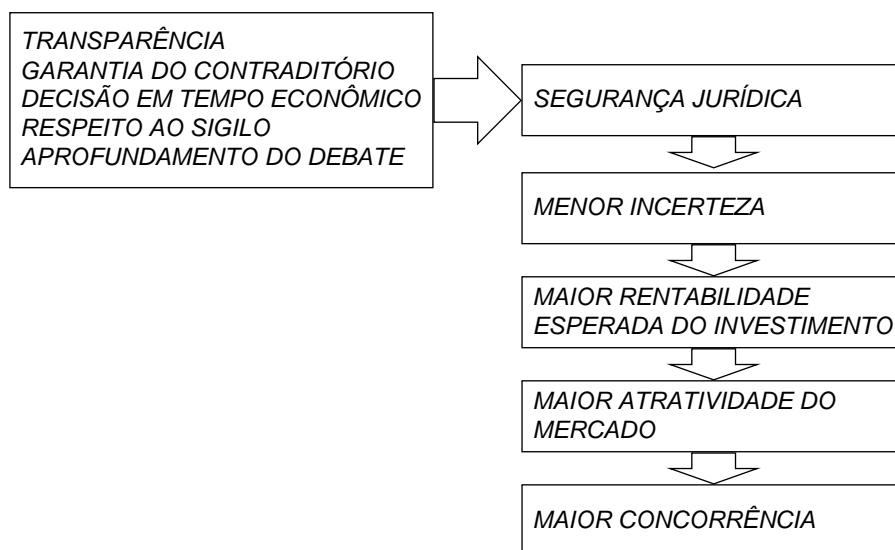 TRANSPARÊNCIA
GARANTIA DO CONTRADITÓRIO
DECISÃO EM TEMPO ECONÔMICO
RESPEITO AO SIGILO
APROFUNDAMENTO DO DEBATE
SEGURANÇA JURÍDICA
MENOR INCERTEZA
MAIOR RENTABILIDADE
ESPERADA DO INVESTIMENTO
MAIOR ATRATIVIDADE DO
MERCADO
MAIOR CONCORRÊNCIA